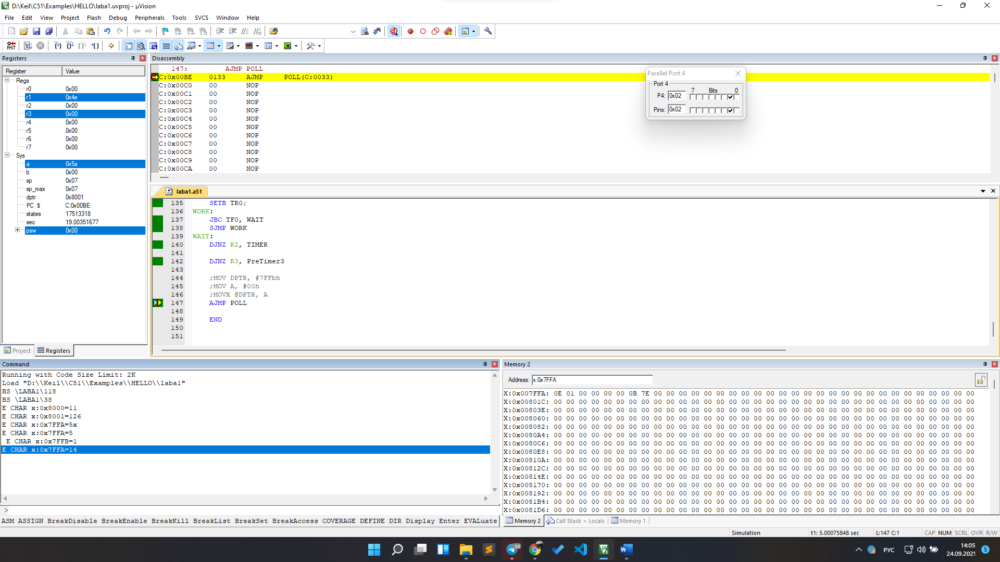 D:\Keil\C51\Examples\HELLO\laba1.uvproj - µVision
File Edit View Project Flash Debug Peripherals Tools SVCS Window Help
Registers
Register Value
Regs
r0 0x00
r1 0x4e
r2 0x00
r3 0x00
r4 0x00
r5 0x00
r6 0x00
r7 0x00
Sys
a 0x5a
b 0x00
sp 0x07
sp_max 0x07
dptr 0x8001
PC $ C:0x00BE
states 17513318
sec 19.00351677
psw 0x00
Project Registers
Disassembly
147: AJMP POLL
C:0x00BE 0133 AJMP POLL(C:0033)
C:0x00C0 00 NOP
C:0x00C1 00 NOP
C:0x00C2 00 NOP
C:0x00C3 00 NOP
C:0x00C4 00 NOP
C:0x00C5 00 NOP
C:0x00C6 00 NOP
C:0x00C7 00 NOP
C:0x00C8 00 NOP
C:0x00C9 00 NOP
C:0x00CA 00 NOP
Parallel Port 4
Port 4
7 Bits 0
P4: 0x02
Pins: 0x02
laba1.a51
135 SETB TR0;
136 WORK:
137 JBC TF0, WAIT
138 SJMP WORK
139 WAIT:
140 DJNZ R2, TIMER
141
142 DJNZ R3, PreTimer3
143
144 ;MOV DPTR, #7FFbh
145 ;MOV A, #00h
146 ;MOVX @DPTR, A
147 AJMP POLL
148
149 END
150
151
Command
Running with Code Size Limit: 2K
Load "D:\\Keil\\C51\\Examples\\HELLO\\laba1"
BS \LABA1\118
BS \LABA1\38
E CHAR x:0x8000=11
E CHAR x:0x8001=126
E CHAR x:0x7FFA=5x
E CHAR x:0x7FFA=5
E CHAR x:0x7FFB=1
E CHAR x:0x7FFA=14
>
ASM ASSIGN BreakDisable BreakEnable BreakKill BreakList BreakSet BreakAccess COVERAGE DEFINE DIR Display Enter EVALuate
Memory 2
Address: x:0x7FFA
X:0x007FFA: 0E 01 00 00 00 00 0B 7E 00 00 00 00 00 00 00 00 00 00 00 00 00 00 00 00 00 00 00 00 00 00 00 00 00 00
X:0x00801C: 00 00 00 00 00 00 00 00 00 00 00 00 00 00 00 00 00 00 00 00 00 00 00 00 00 00 00 00 00 00 00 00 00 00
X:0x00803E: 00 00 00 00 00 00 00 00 00 00 00 00 00 00 00 00 00 00 00 00 00 00 00 00 00 00 00 00 00 00 00 00 00 00
X:0x008060: 00 00 00 00 00 00 00 00 00 00 00 00 00 00 00 00 00 00 00 00 00 00 00 00 00 00 00 00 00 00 00 00 00 00
X:0x008082: 00 00 00 00 00 00 00 00 00 00 00 00 00 00 00 00 00 00 00 00 00 00 00 00 00 00 00 00 00 00 00 00 00 00
X:0x0080A4: 00 00 00 00 00 00 00 00 00 00 00 00 00 00 00 00 00 00 00 00 00 00 00 00 00 00 00 00 00 00 00 00 00 00
X:0x0080C6: 00 00 00 00 00 00 00 00 00 00 00 00 00 00 00 00 00 00 00 00 00 00 00 00 00 00 00 00 00 00 00 00 00 00
X:0x0080E8: 00 00 00 00 00 00 00 00 00 00 00 00 00 00 00 00 00 00 00 00 00 00 00 00 00 00 00 00 00 00 00 00 00 00
X:0x00810A: 00 00 00 00 00 00 00 00 00 00 00 00 00 00 00 00 00 00 00 00 00 00 00 00 00 00 00 00 00 00 00 00 00 00
X:0x00812C: 00 00 00 00 00 00 00 00 00 00 00 00 00 00 00 00 00 00 00 00 00 00 00 00 00 00 00 00 00 00 00 00 00 00
X:0x00814E: 00 00 00 00 00 00 00 00 00 00 00 00 00 00 00 00 00 00 00 00 00 00 00 00 00 00 00 00 00 00 00 00 00 00
X:0x008170: 00 00 00 00 00 00 00 00 00 00 00 00 00 00 00 00 00 00 00 00 00 00 00 00 00 00 00 00 00 00 00 00 00 00
X:0x008192: 00 00 00 00 00 00 00 00 00 00 00 00 00 00 00 00 00 00 00 00 00 00 00 00 00 00 00 00 00 00 00 00 00 00
X:0x0081B4: 00 00 00 00 00 00 00 00 00 00 00 00 00 00 00 00 00 00 00 00 00 00 00 00 00 00 00 00 00 00 00 00 00 00
X:0x0081D6: 00 00 00 00 00 00 00 00 00 00 00 00 00 00 00 00 00 00 00 00 00 00 00 00 00 00 00 00 00 00 00 00 00 00
Memory 2 Call Stack + Locals Memory 1
Simulation t1: 5.00075848 sec L:147 C:1 CAP NUM SCRL OVR R/W
88
РУС
14:05
24.09.2021
5